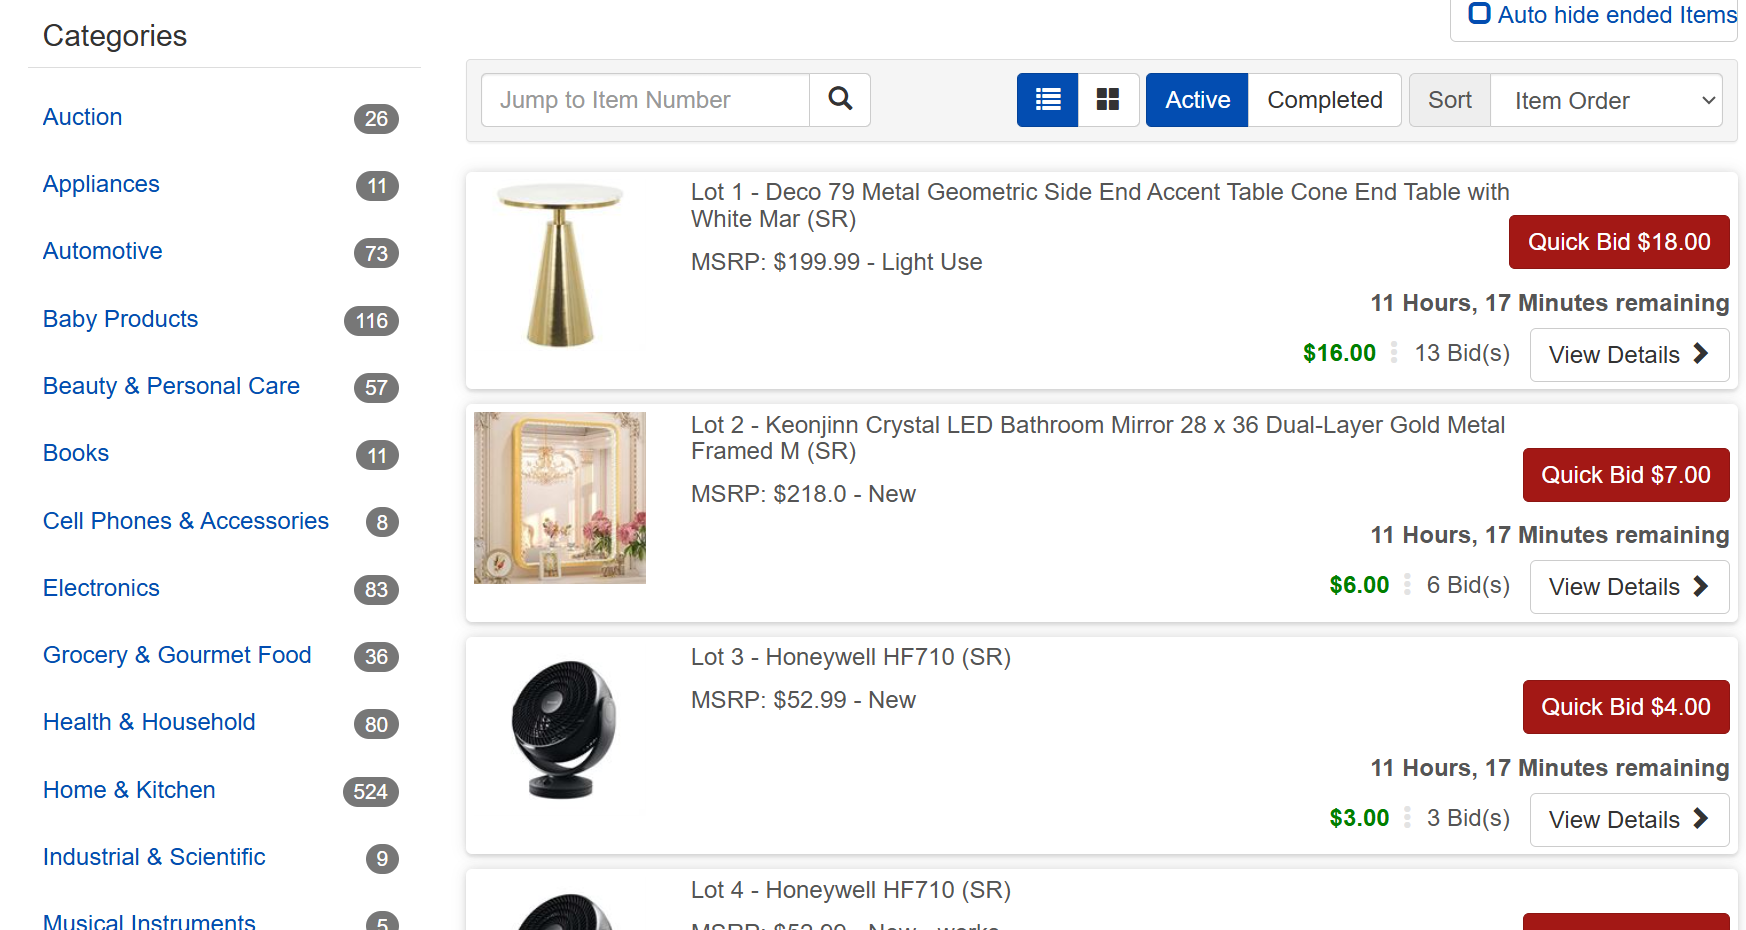 Categories
Auction 26
Appliances 11
Automotive 73
Baby Products 116
Beauty & Personal Care 57
Books 11
Cell Phones & Accessories 8
Electronics 83
Grocery & Gourmet Food 36
Health & Household 80
Home & Kitchen 524
Industrial & Scientific 9
Musical Instruments 5
Auto hide ended Items
Jump to Item Number
Active Completed Sort Item Order
Lot 1 - Deco 79 Metal Geometric Side End Accent Table Cone End Table with
White Mar (SR)
MSRP: $199.99 - Light Use
Quick Bid $18.00
11 Hours, 17 Minutes remaining
$16.00 13 Bid(s) View Details
Lot 2 - Keonjinn Crystal LED Bathroom Mirror 28 x 36 Dual-Layer Gold Metal
Framed M (SR)
MSRP: $218.0 - New
Quick Bid $7.00
11 Hours, 17 Minutes remaining
$6.00 6 Bid(s) View Details
Lot 3 - Honeywell HF710 (SR)
MSRP: $52.99 - New
Quick Bid $4.00
11 Hours, 17 Minutes remaining
$3.00 3 Bid(s) View Details
Lot 4 - Honeywell HF710 (SR)
MSRP: $52.99 - New - works